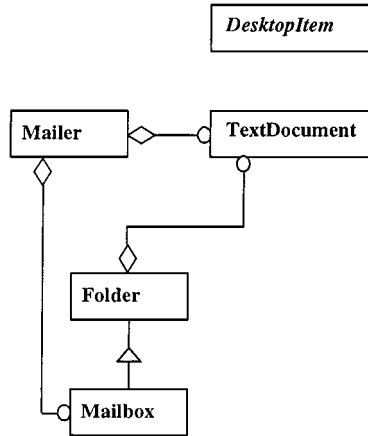 DesktopItem
Mailer
TextDocument
Folder
Mailbox